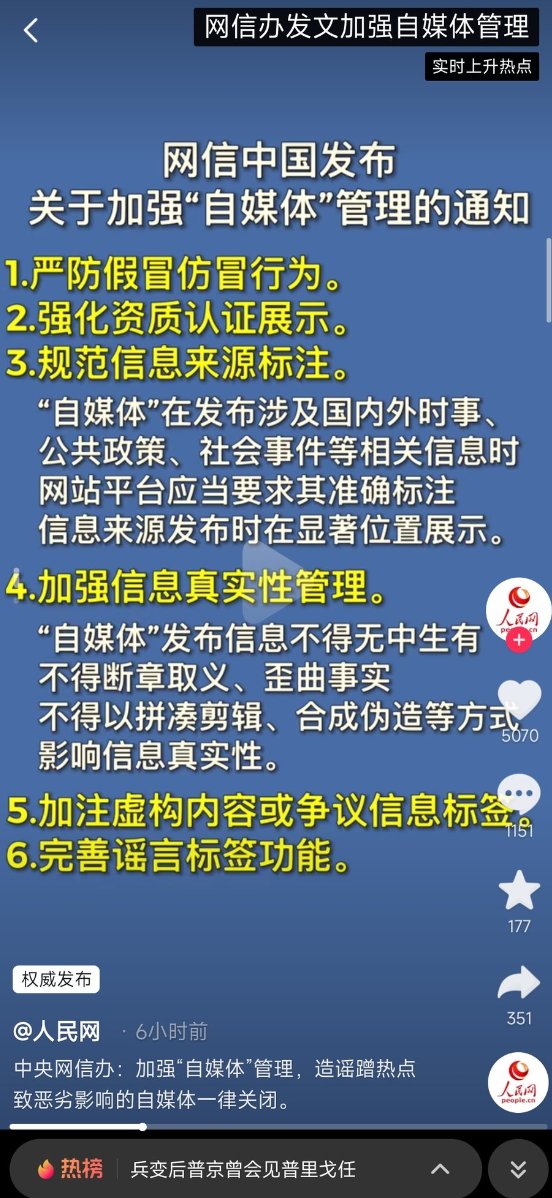 网信办发文加强自媒体管理
实时上升热点
网信中国发布
关于加强“自媒体”管理的通知
1.严防假冒仿冒行为。
2.强化资质认证展示。
3.规范信息来源标注。
“自媒体”在发布涉及国内外时事、
公共政策、社会事件等相关信息时
网站平台应当要求其准确标注
信息来源发布时在显著位置展示。
4.加强信息真实性管理。
“自媒体”发布信息不得无中生有
不得断章取义、歪曲事实
不得以拼凑剪辑、合成伪造等方式
影响信息真实性。
5.加注虚构内容或争议信息标签。
6.完善谣言标签功能。
人民网
people.cn
5070
1151
177
351
权威发布
@人民网 · 6小时前
中央网信办：加强“自媒体”管理，造谣蹭热点
致恶劣影响的自媒体一律关闭。
人民网
people.cn
热榜 兵变后普京曾会见普里戈任